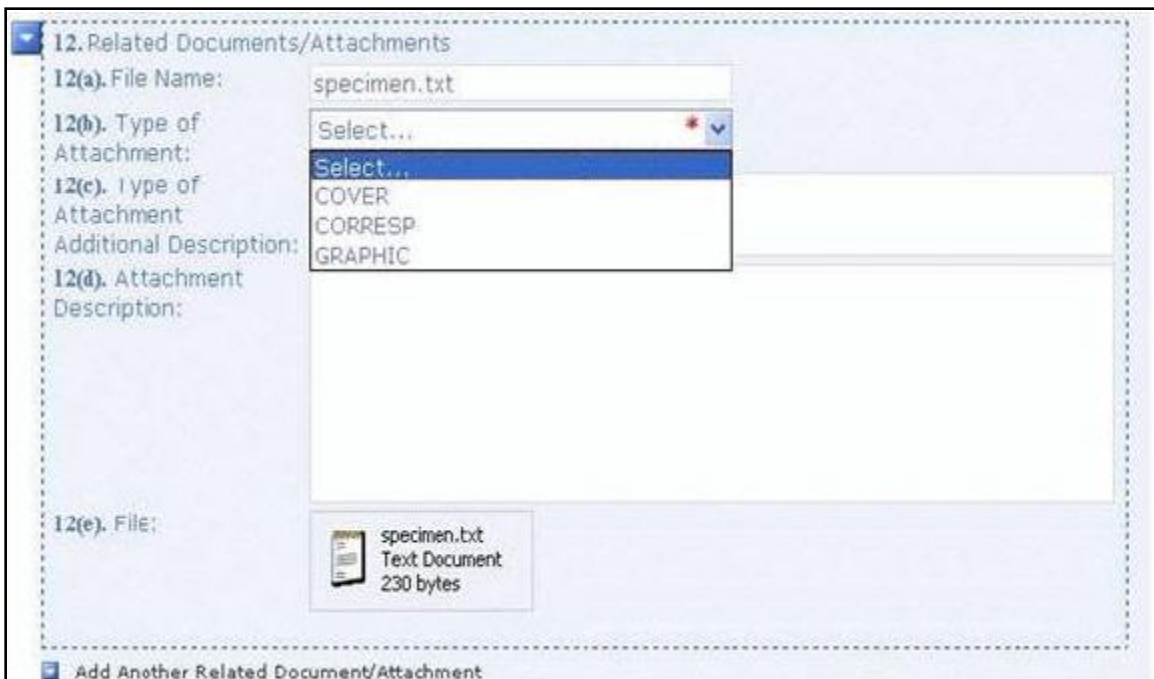 12. Related Documents/Attachments
12(a). File Name:
specimen.txt
12(b). Type of
Attachment:
Select... *
Select...
COVER
CORRESP
GRAPHIC
12(c). Type of
Attachment
Additional Description:
12(d). Attachment
Description:
12(e). File:
specimen.txt
Text Document
230 bytes
Add Another Related Document/Attachment